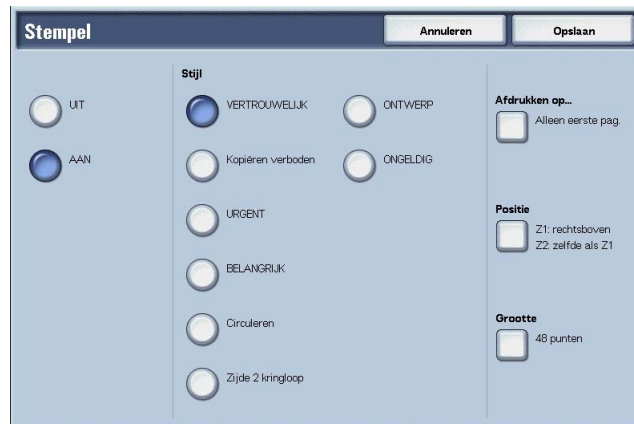 Stempel
Annuleren
Opslaan
UIT
AAN
Stijl
VERTROUWELIJK
Kopiëren verboden
URGENT
BELANGRIJK
Circuleren
Zijde 2 kringloop
ONTWERP
ONGELDIG
Afdrukken op...
Alleen eerste pag.
Positie
Z1: rechtsboven
Z2: zelfde als Z1
Grootte
48 punten